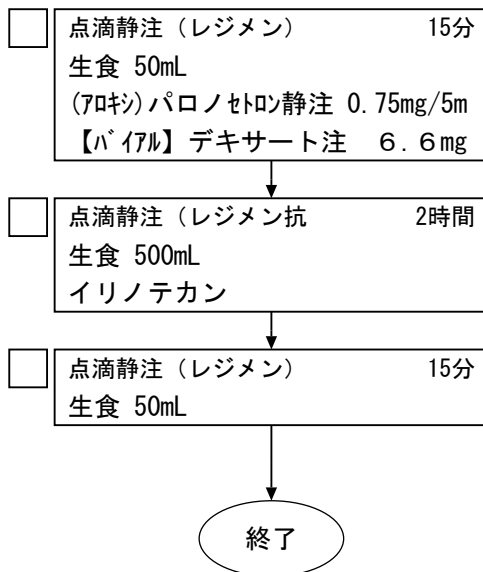 点滴静注（レジメン） 15分
生食 50mL
(ｱﾛｷｼ)パロノｾﾄﾛﾝ静注 0.75mg/5m
【ﾊﾞｲｱﾙ】デキサート注 ６.６mg
点滴静注（レジメン抗 2時間
生食 500mL
イリノテカン
点滴静注（レジメン） 15分
生食 50mL
終了